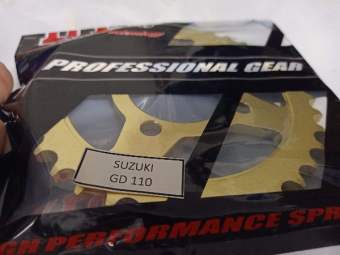 PROFESSIONAL GEAR
SUZUKI
GD 110
HIGH PERFORMANCE SPR